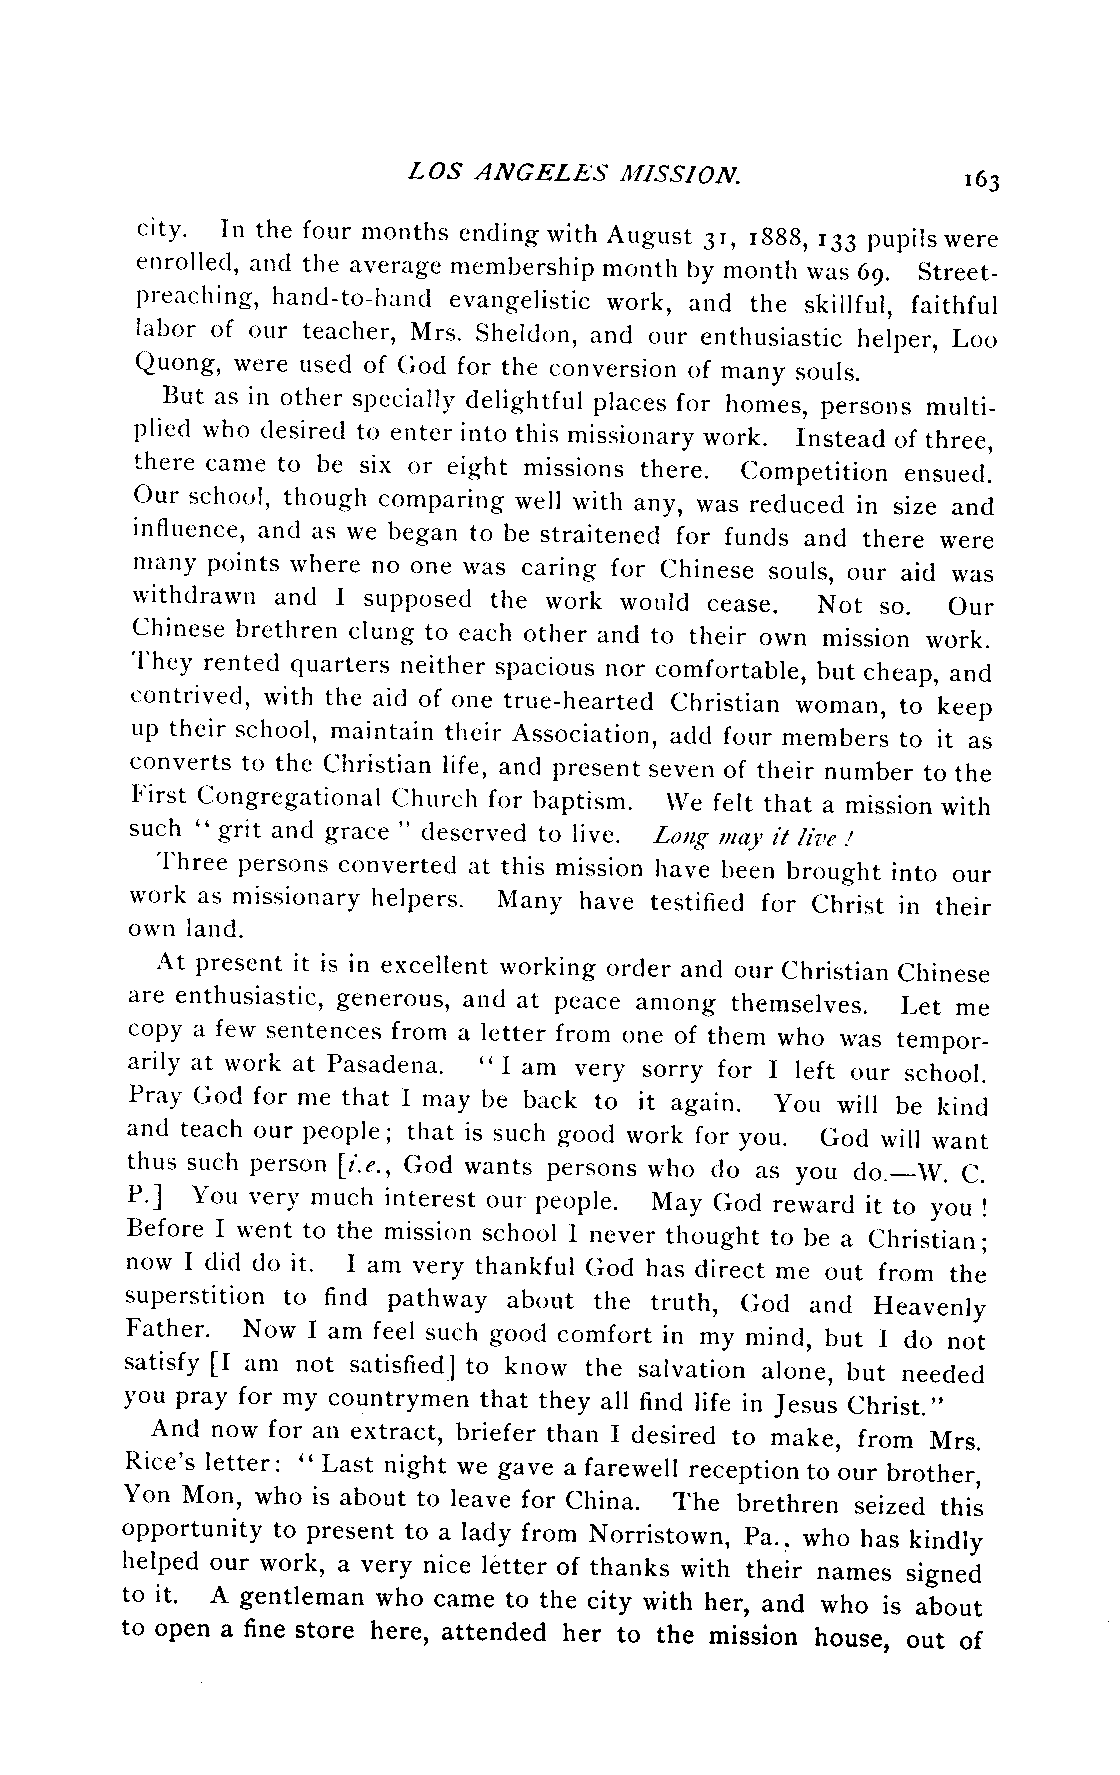 LOS ANGELES MISSION. 163
city. In the four months ending with August 31, 1888, 133 pupils were
enrolled, and the average membership month by month was 69. Street-
preaching, hand-to-hand evangelistic work, and the skillful, faithful
labor of our teacher, Mrs. Sheldon, and our enthusiastic helper, Loo
Quong, were used of God for the conversion of many souls.
But as in other specially delightful places for homes, persons multi-
plied who desired to enter into this missionary work. Instead of three,
there came to be six or eight missions there. Competition ensued.
Our school, though comparing well with any, was reduced in size and
influence, and as we began to be straitened for funds and there were
many points where no one was caring for Chinese souls, our aid was
withdrawn and I supposed the work would cease. Not so. Our
Chinese brethren clung to each other and to their own mission work.
They rented quarters neither spacious nor comfortable, but cheap, and
contrived, with the aid of one true-hearted Christian woman, to keep
up their school, maintain their Association, add four members to it as
converts to the Christian life, and present seven of their number to the
First Congregational Church for baptism. We felt that a mission with
such "grit and grace" deserved to live. Long may it live!
Three persons converted at this mission have been brought into our
work as missionary helpers. Many have testified for Christ in their
own land.
At present it is in excellent working order and our Christian Chinese
are enthusiastic, generous, and at peace among themselves. Let me
copy a few sentences from a letter from one of them who was tempor-
arily at work at Pasadena. "I am very sorry for I left our school.
Pray God for me that I may be back to it again. You will be kind
and teach our people; that is such good work for you. God will want
thus such person [i.e., God wants persons who do as you do.—W. C.
P.] You very much interest our people. May God reward it to you!
Before I went to the mission school I never thought to be a Christian;
now I did do it. I am very thankful God has direct me out from the
superstition to find pathway about the truth, God and Heavenly
Father. Now I am feel such good comfort in my mind, but I do not
satisfy [I am not satisfied] to know the salvation alone, but needed
you pray for my countrymen that they all find life in Jesus Christ."
And now for an extract, briefer than I desired to make, from Mrs.
Rice's letter: "Last night we gave a farewell reception to our brother,
Yon Mon, who is about to leave for China. The brethren seized this
opportunity to present to a lady from Norristown, Pa., who has kindly
helped our work, a very nice letter of thanks with their names signed
to it. A gentleman who came to the city with her, and who is about
to open a fine store here, attended her to the mission house, out of